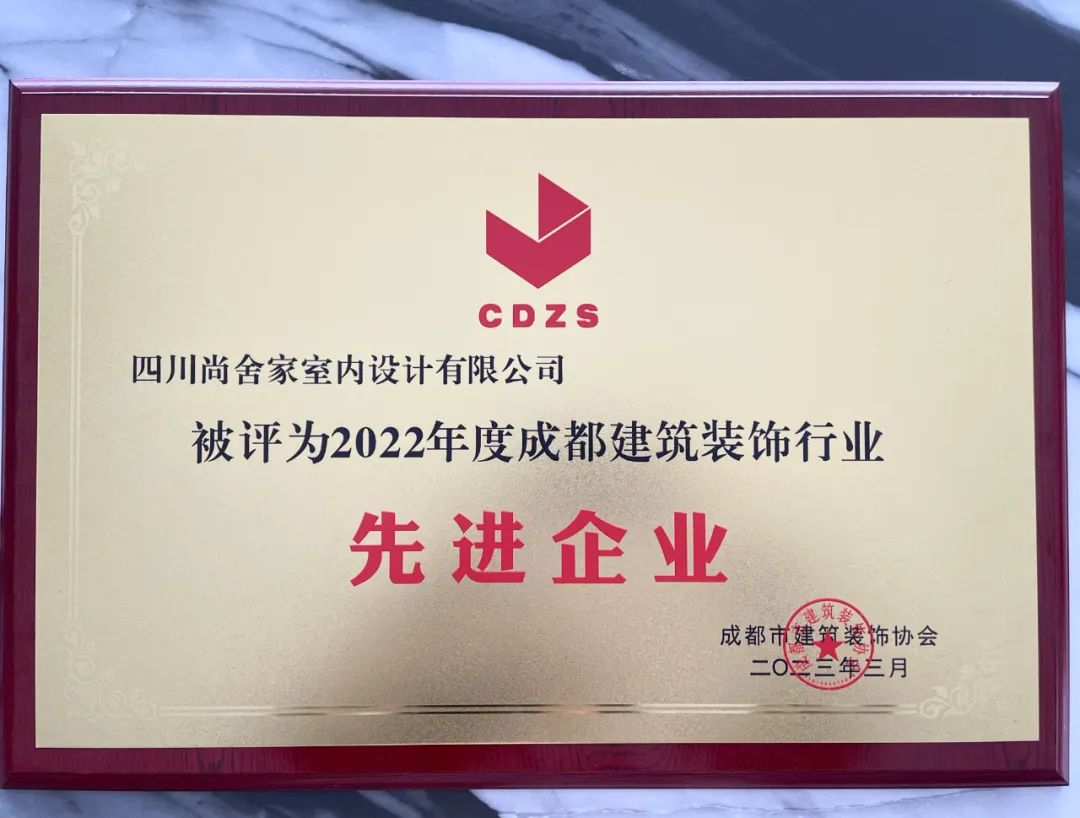 CDZS
四川尚舍家室内设计有限公司
被评为2022年度成都建筑装饰行业
先进企业
成都市建筑装饰协会
二〇二三年三月